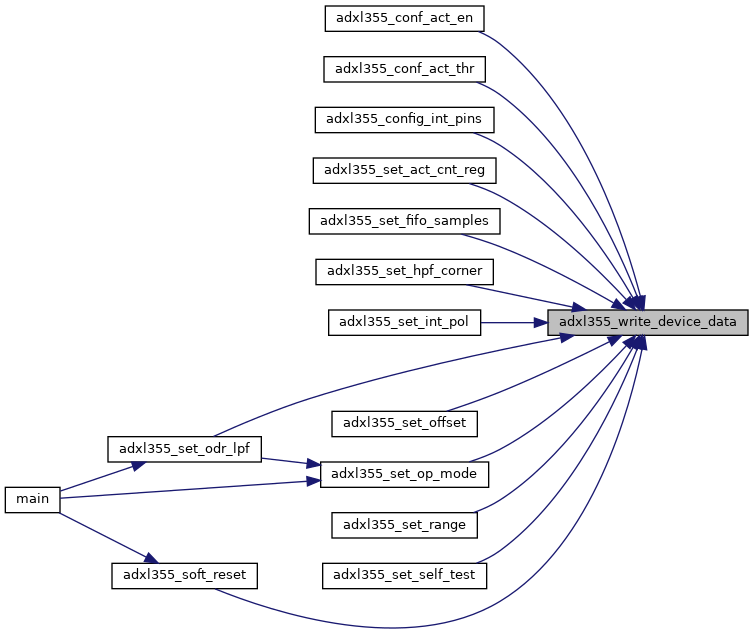 adxl355_conf_act_en
adxl355_conf_act_thr
adxl355_config_int_pins
adxl355_set_act_cnt_reg
adxl355_set_fifo_samples
adxl355_set_hpf_corner
adxl355_set_int_pol
adxl355_write_device_data
adxl355_set_offset
adxl355_set_odr_lpf
adxl355_set_op_mode
main
adxl355_set_range
adxl355_soft_reset
adxl355_set_self_test